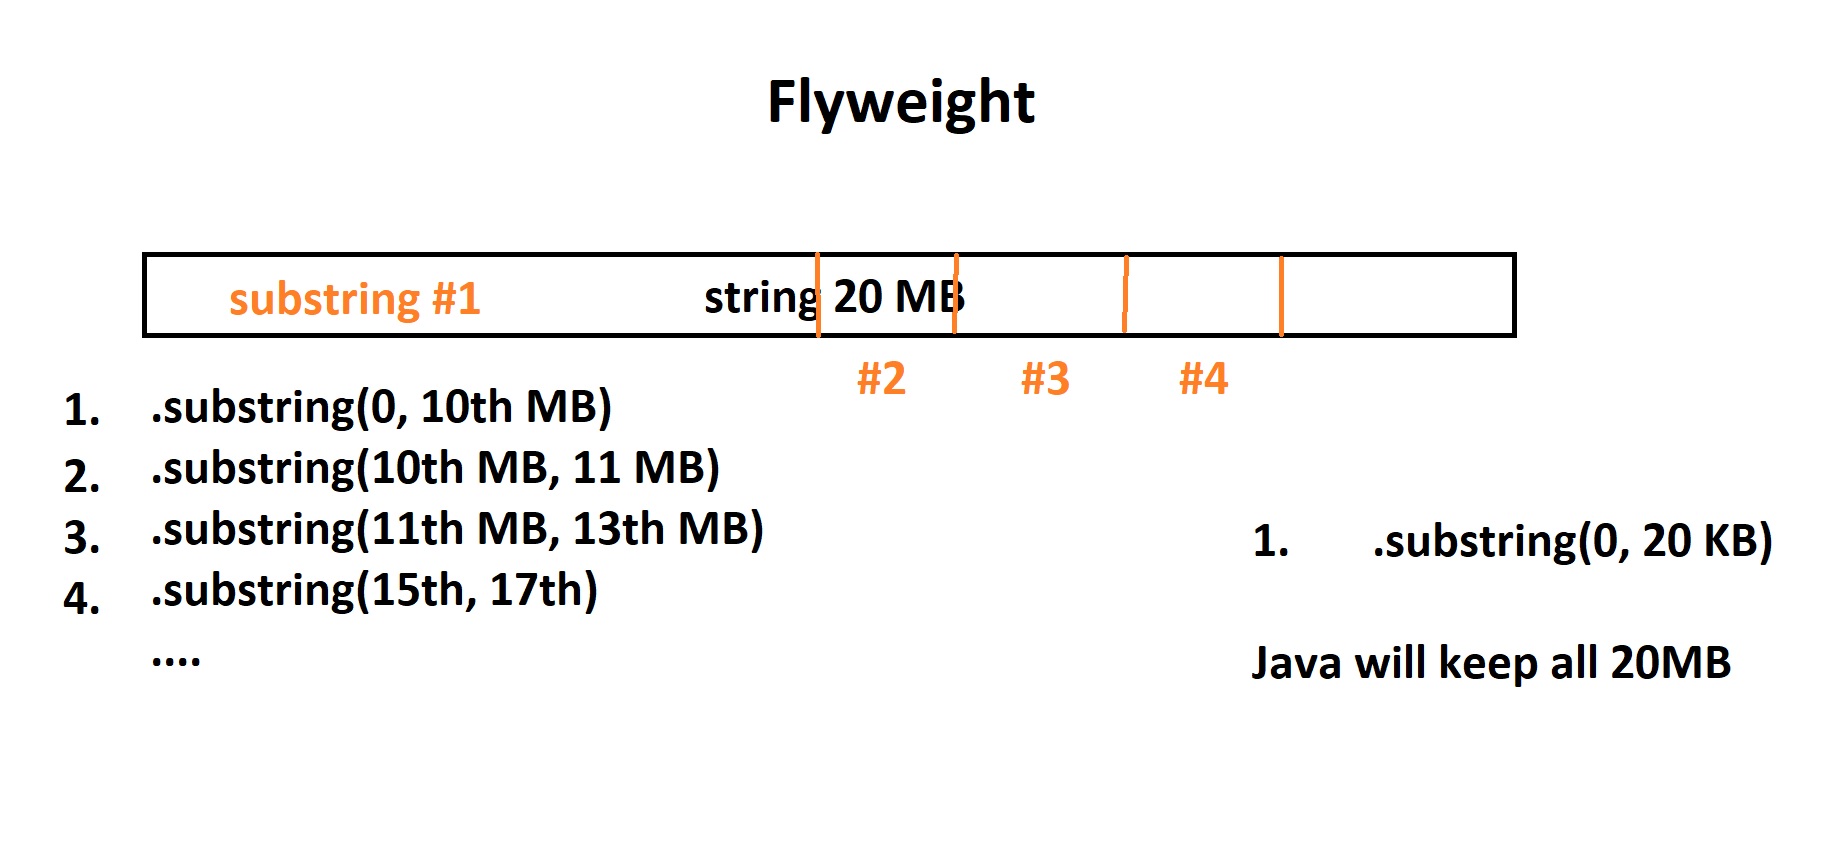 Flyweight
substring #1
string 20 MB
#2 #3 #4
1. .substring(0, 10th MB)
2. .substring(10th MB, 11 MB)
3. .substring(11th MB, 13th MB)
4. .substring(15th, 17th)
....
1. .substring(0, 20 KB)
Java will keep all 20MB